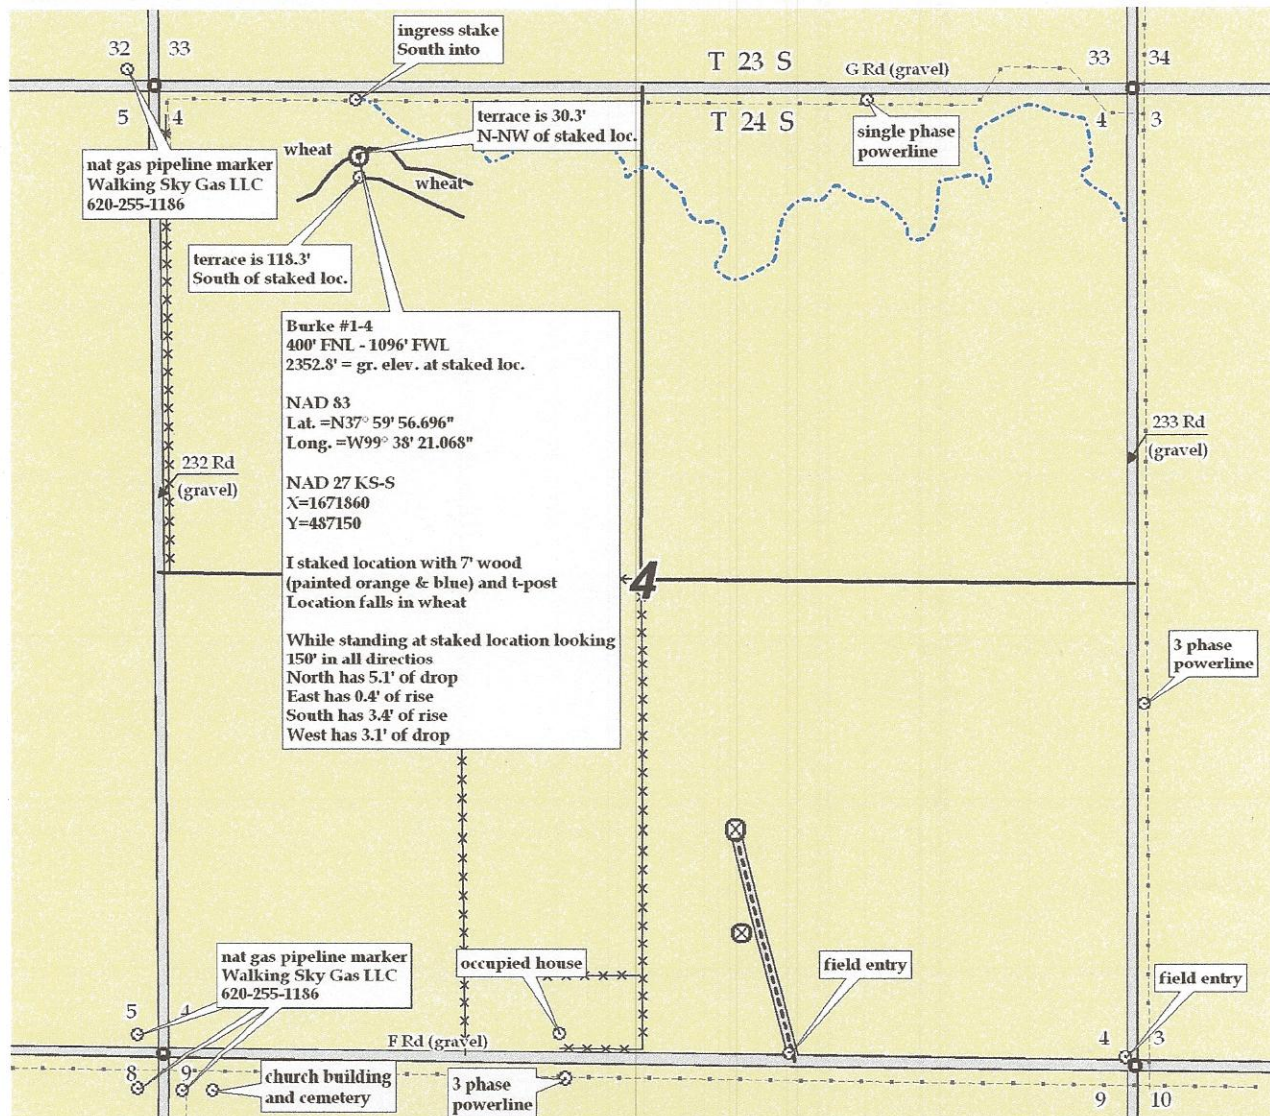 ingress stake
South into
32 33
T 23 S
G Rd (gravel)
33 34
5 4
T 24 S
4 3
terrace is 30.3'
N-NW of staked loc.
single phase
powerline
wheat
nat gas pipeline marker
Walking Sky Gas LLC
620-255-1186
wheat
terrace is 118.3'
South of staked loc.
Burke #1-4
400' FNL - 1096' FWL
2352.8' = gr. elev. at staked loc.
NAD 83
Lat. =N37° 59' 56.696"
Long. =W99° 38' 21.068"
NAD 27 KS-S
X=1671860
Y=487150
I staked location with 7' wood
(painted orange & blue) and t-post
Location falls in wheat
While standing at staked location looking
150' in all directios
North has 5.1' of drop
East has 0.4' of rise
South has 3.4' of rise
West has 3.1' of drop
232 Rd
(gravel)
233 Rd
(gravel)
4
3 phase
powerline
nat gas pipeline marker
Walking Sky Gas LLC
620-255-1186
occupied house
field entry
field entry
5 4
F Rd (gravel)
4 3
8 9
church building
and cemetery
3 phase
powerline
9 10